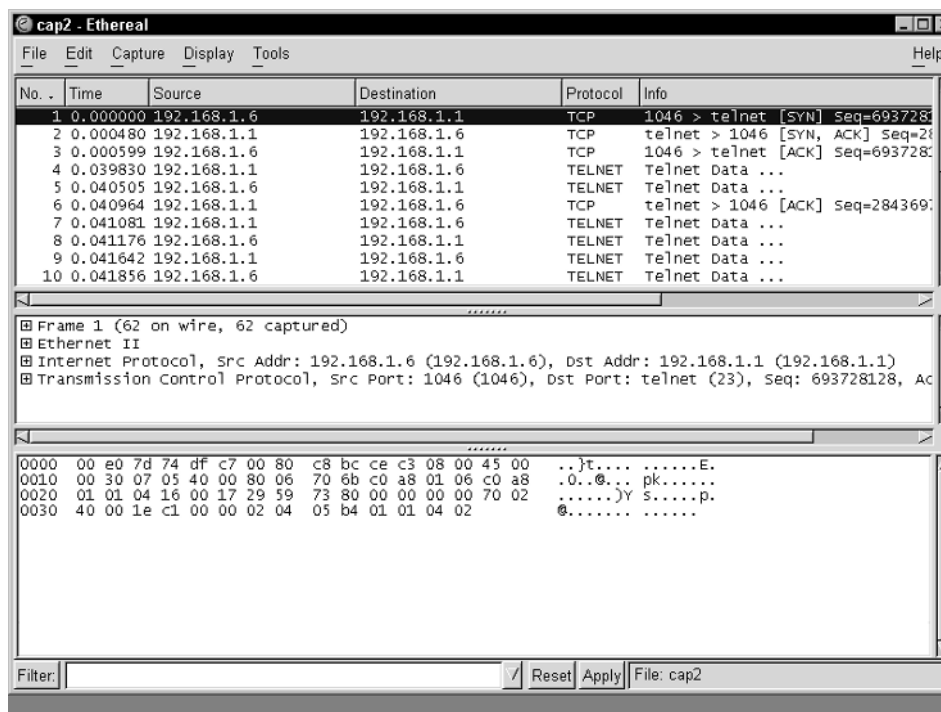 cap2 - Ethereal
File Edit Capture Display Tools Help
No. . Time Source Destination Protocol Info
1 0.000000 192.168.1.6 192.168.1.1 TCP 1046 > telnet [SYN] Seq=6937281
2 0.000480 192.168.1.1 192.168.1.6 TCP telnet > 1046 [SYN, ACK] Seq=28
3 0.000599 192.168.1.6 192.168.1.1 TCP 1046 > telnet [ACK] Seq=6937281
4 0.039830 192.168.1.1 192.168.1.6 TELNET Telnet Data ...
5 0.040505 192.168.1.6 192.168.1.1 TELNET Telnet Data ...
6 0.040964 192.168.1.1 192.168.1.6 TCP telnet > 1046 [ACK] Seq=284369
7 0.041081 192.168.1.1 192.168.1.6 TELNET Telnet Data ...
8 0.041176 192.168.1.6 192.168.1.1 TELNET Telnet Data ...
9 0.041642 192.168.1.1 192.168.1.6 TELNET Telnet Data ...
10 0.041856 192.168.1.6 192.168.1.1 TELNET Telnet Data ...
Frame 1 (62 on wire, 62 captured)
Ethernet II
Internet Protocol, Src Addr: 192.168.1.6 (192.168.1.6), Dst Addr: 192.168.1.1 (192.168.1.1)
Transmission Control Protocol, Src Port: 1046 (1046), Dst Port: telnet (23), Seq: 693728128, Ac
0000 00 e0 7d 74 df c7 00 80 c8 bc ce c3 08 00 45 00 ..}t.... ......E.
0010 00 30 07 05 40 00 80 06 70 6b c0 a8 01 06 c0 a8 .0..@... pk......
0020 01 01 04 16 00 17 29 59 73 80 00 00 00 00 70 02 ......)Y s.....p.
0030 40 00 1e c1 00 00 02 04 05 b4 01 01 04 02 @....... ......
Filter: Reset Apply File: cap2